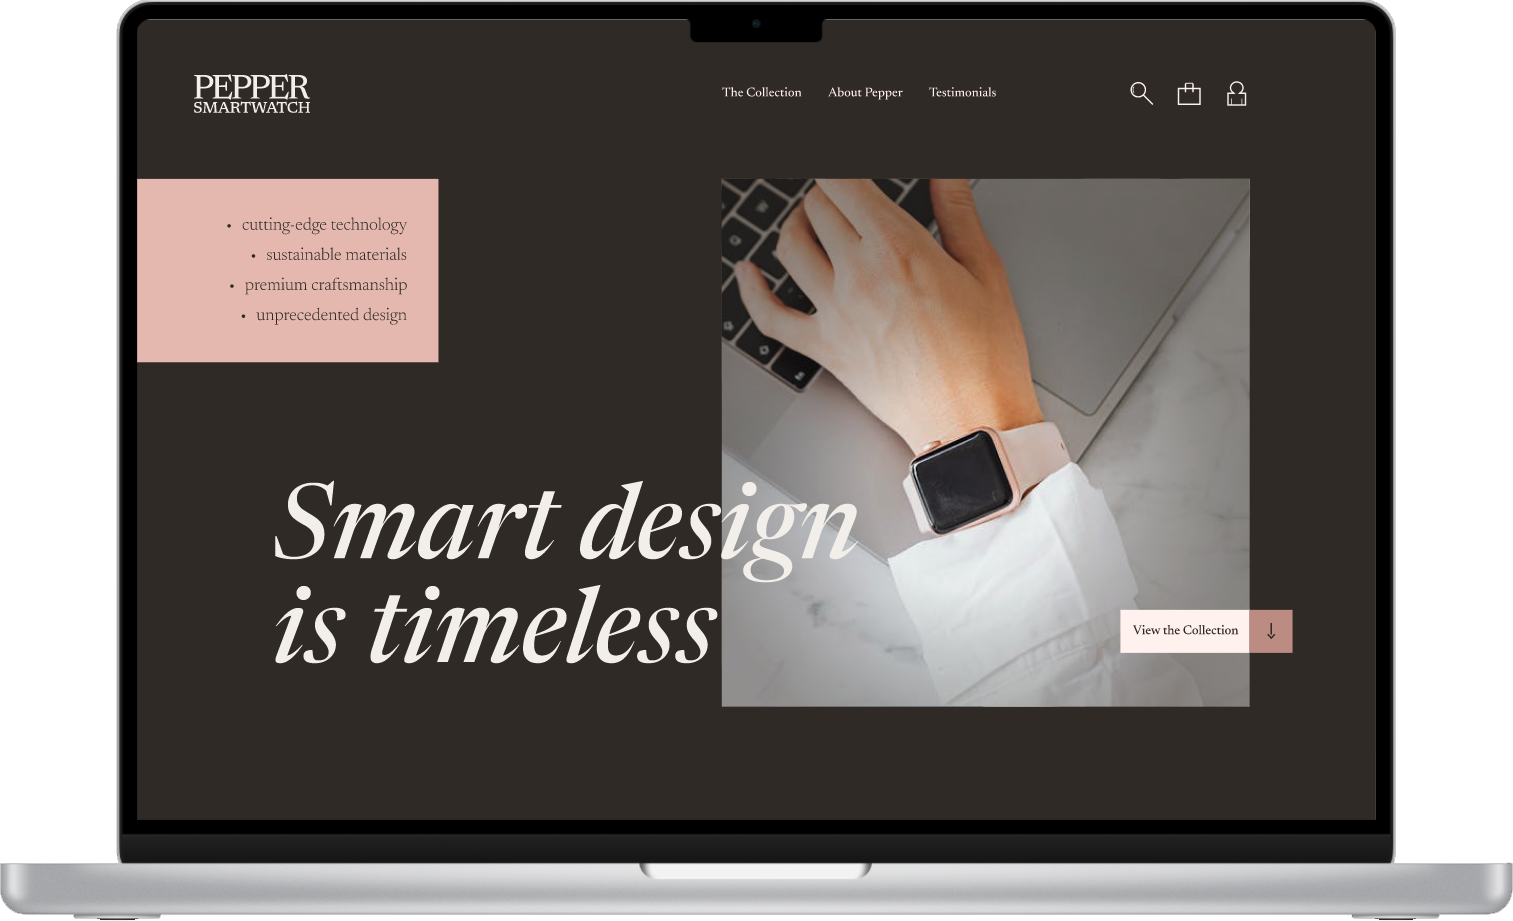 PEPPER
SMARTWATCH
The Collection
About Pepper
Testimonials
• cutting-edge technology
• sustainable materials
• premium craftsmanship
• unprecedented design
Smart design
is timeless
View the Collection ↓